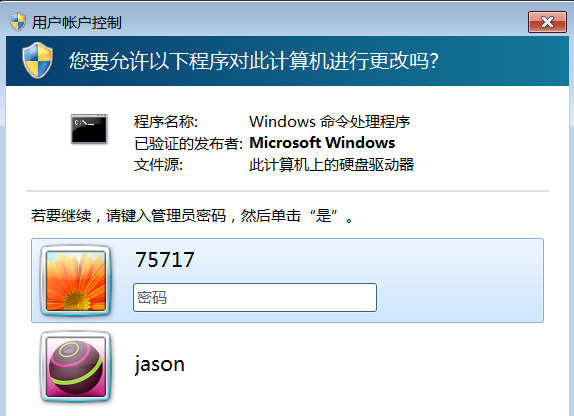 用户帐户控制
您要允许以下程序对此计算机进行更改吗?
C:\_
程序名称: Windows 命令处理程序
已验证的发布者: Microsoft Windows
文件源: 此计算机上的硬盘驱动器
若要继续，请键入管理员密码，然后单击“是”。
75717
密码
jason